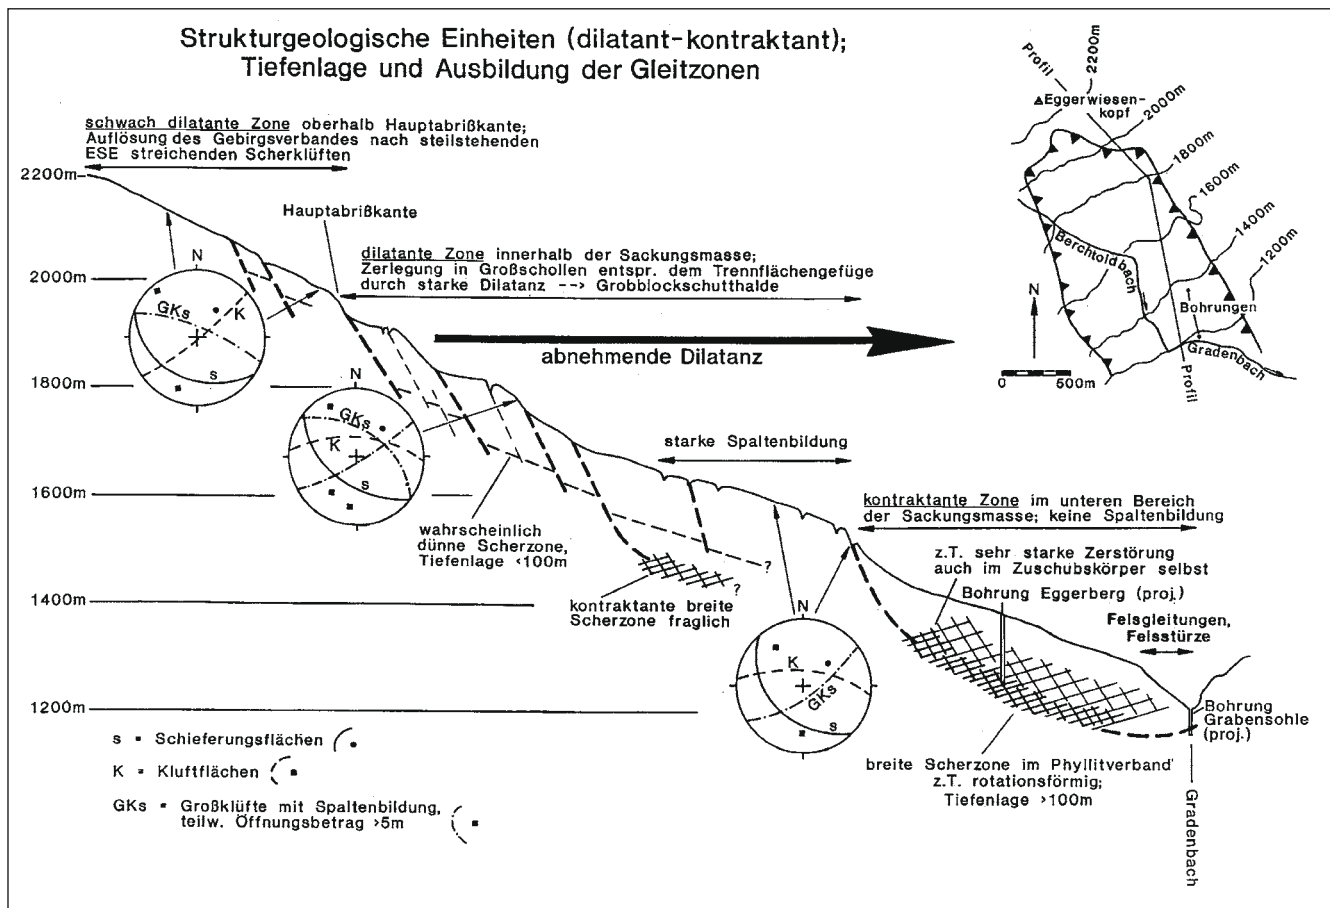 Strukturgeologische Einheiten (dilatant-kontraktant);
Tiefenlage und Ausbildung der Gleitzonen
schwach dilatante Zone oberhalb Hauptabrißkante;
Auflösung des Gebirgsverbandes nach steilstehenden
ESE streichenden Scherklüften
2200m
Hauptabrißkante
dilatante Zone innerhalb der Sackungsmasse;
Zerlegung in Großschollen entspr. dem Trennflächengefüge
durch starke Dilatanz --> Grobblockschutthalde
2000m
N
GKs
K
s
abnehmende Dilatanz
1800m
N
GKs
K
s
starke Spaltenbildung
1600m
kontraktante Zone im unteren Bereich
der Sackungsmasse; keine Spaltenbildung
wahrscheinlich
dünne Scherzone,
Tiefenlage <100m
?
?
z.T. sehr starke Zerstörung
auch im Zuschubskörper selbst
Bohrung Eggerberg (proj.)
1400m
kontraktante breite
Scherzone fraglich
N
K
GKs
s
Felsgleitungen,
Felsstürze
1200m
Bohrung
Grabensohle
(proj.)
breite Scherzone im Phyllitverband
z.T. rotationsförmig;
Tiefenlage >100m
Gradenbach
s = Schieferungsflächen
K = Kluftflächen
GKs = Großklüfte mit Spaltenbildung,
teilw. Öffnungsbetrag >5m
Profil
2200m
Eggerwiesen-
kopf
2000m
1800m
1600m
1400m
1200m
Berchtoldbach
N
Bohrungen
Gradenbach
0 500m
Profil